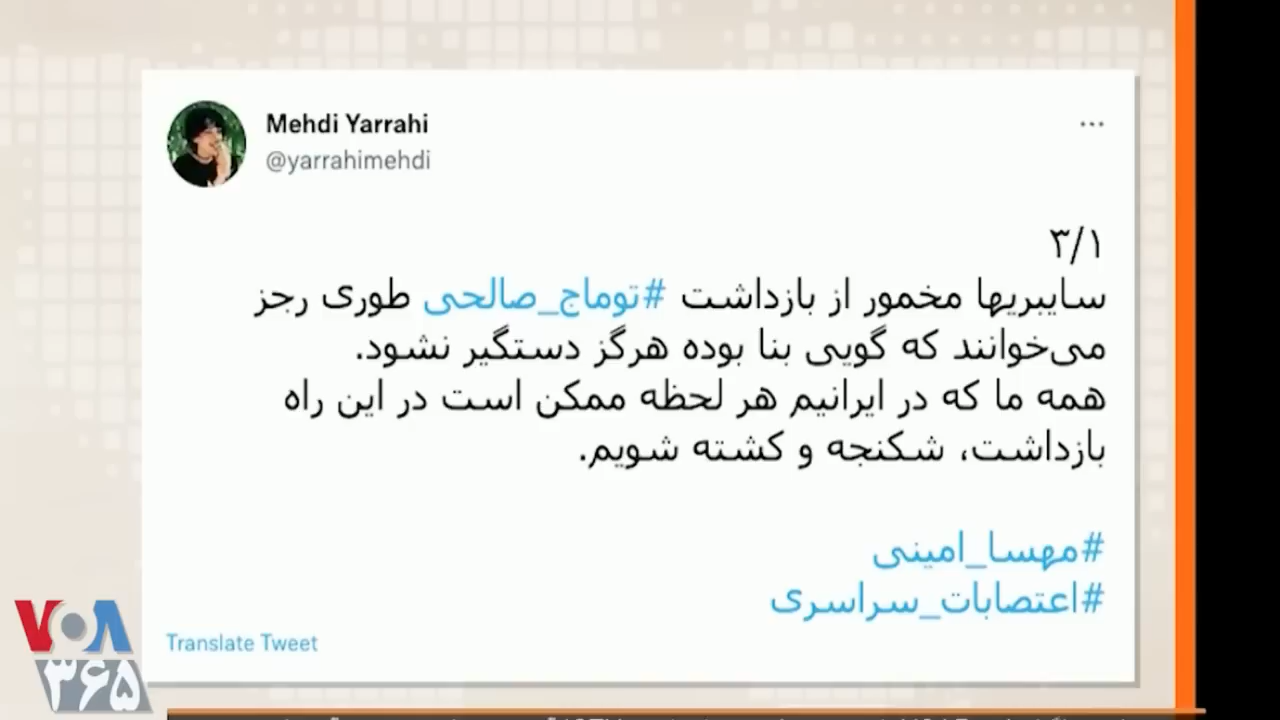 Mehdi Yarrahi
@yarrahimehdi
۳/۱
سایبریها مخمور از بازداشت #توماج_صالحی طوری رجز
می‌خوانند که گویی بنا بوده هرگز دستگیر نشود.
همه ما که در ایرانیم هر لحظه ممکن است در این راه
بازداشت، شکنجه و کشته شویم.
#مهسا_امینی
#اعتصابات_سراسری
Translate Tweet
VOA
۳۶۵